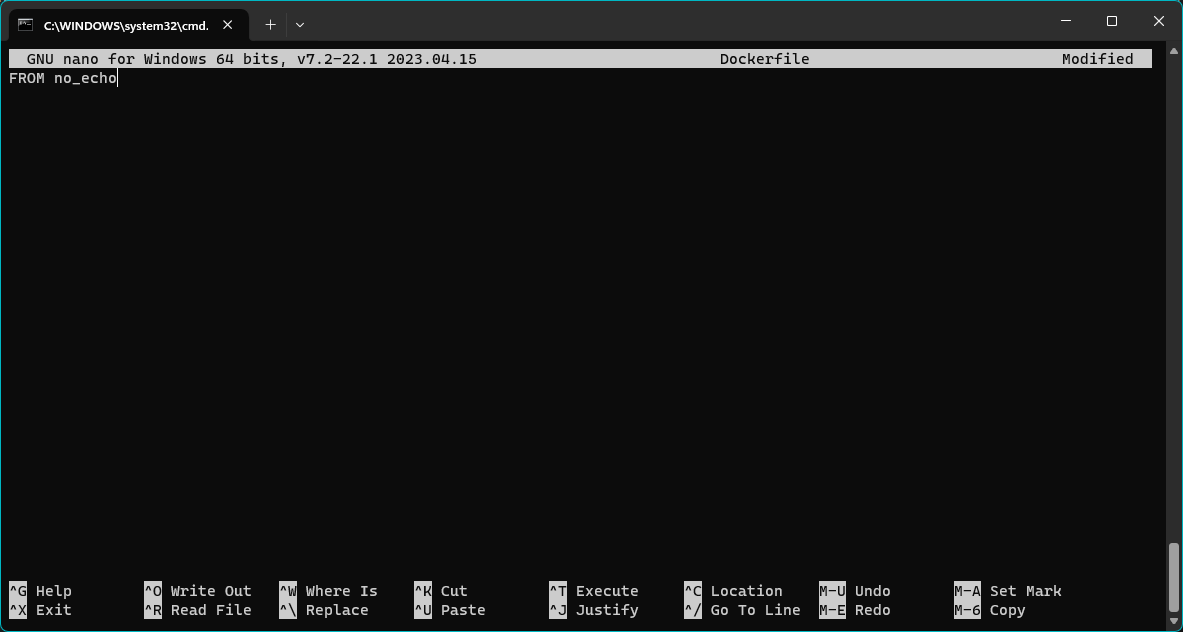 C:\WINDOWS\system32\cmd.
GNU nano for Windows 64 bits, v7.2-22.1 2023.04.15 Dockerfile Modified
FROM no_echo
^G Help ^O Write Out ^W Where Is ^K Cut ^T Execute ^C Location M-U Undo M-A Set Mark
^X Exit ^R Read File ^\ Replace ^U Paste ^J Justify ^/ Go To Line M-E Redo M-6 Copy